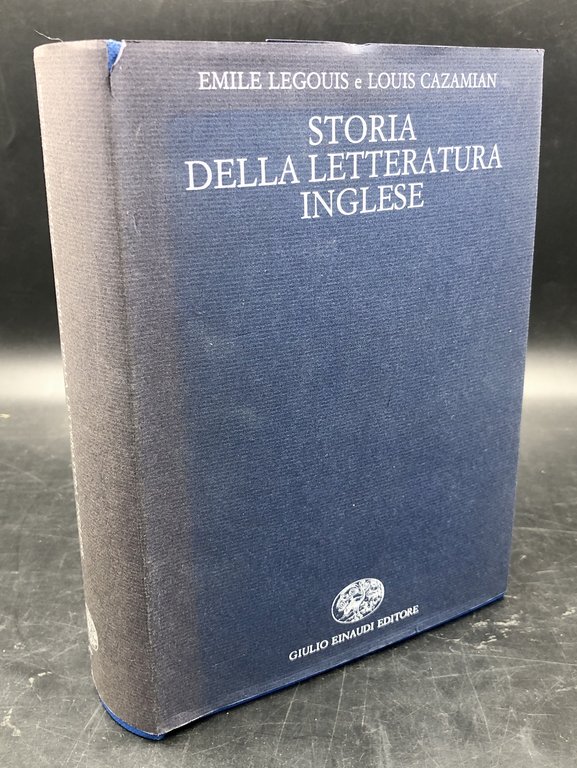 EMILE LEGOUIS e LOUIS CAZAMIAN
STORIA
DELLA LETTERATURA
INGLESE
GIULIO EINAUDI EDITORE